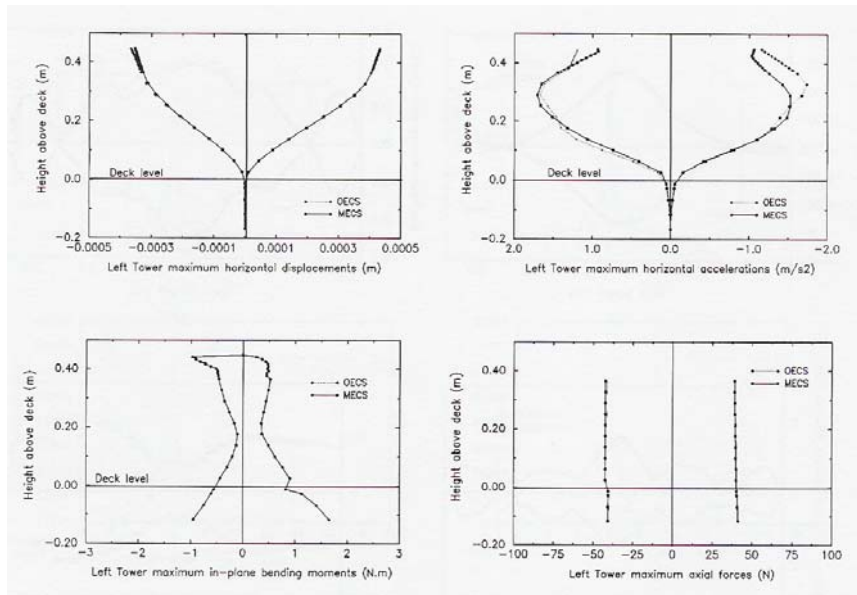 Height above deck (m)
0.4
0.2
0.0
−0.2
Deck level
OECS
MECS
−0.0005
−0.0003
−0.0001
0.0001
0.0003
0.0005
Left Tower maximum horizontal displacements (m)
Height above deck (m)
0.4
0.2
0.0
−0.2
Deck level
OECS
MECS
2.0
1.0
0.0
−1.0
−2.0
Left Tower maximum horizontal accelerations (m/s2)
Height above deck (m)
0.40
0.20
0.00
−0.20
Deck level
OECS
MECS
−3
−2
−1
0
1
2
3
Left Tower maximum in−plane bending moments (N.m)
Height above deck (m)
0.40
0.20
0.00
−0.20
OECS
MECS
−100
−75
−50
−25
0
25
50
75
100
Left Tower maximum axial forces (N)